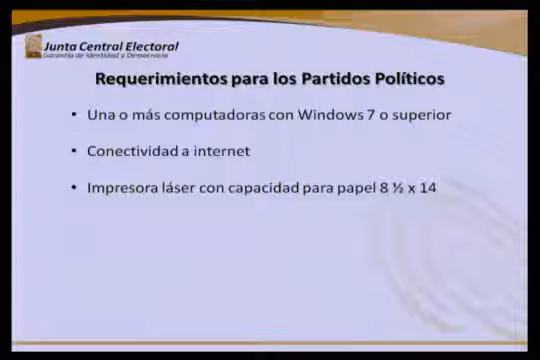 Junta Central Electoral
Garantía de Identidad y Democracia
Requerimientos para los Partidos Políticos
• Una o más computadoras con Windows 7 o superior
• Conectividad a internet
• Impresora láser con capacidad para papel 8 ½ x 14